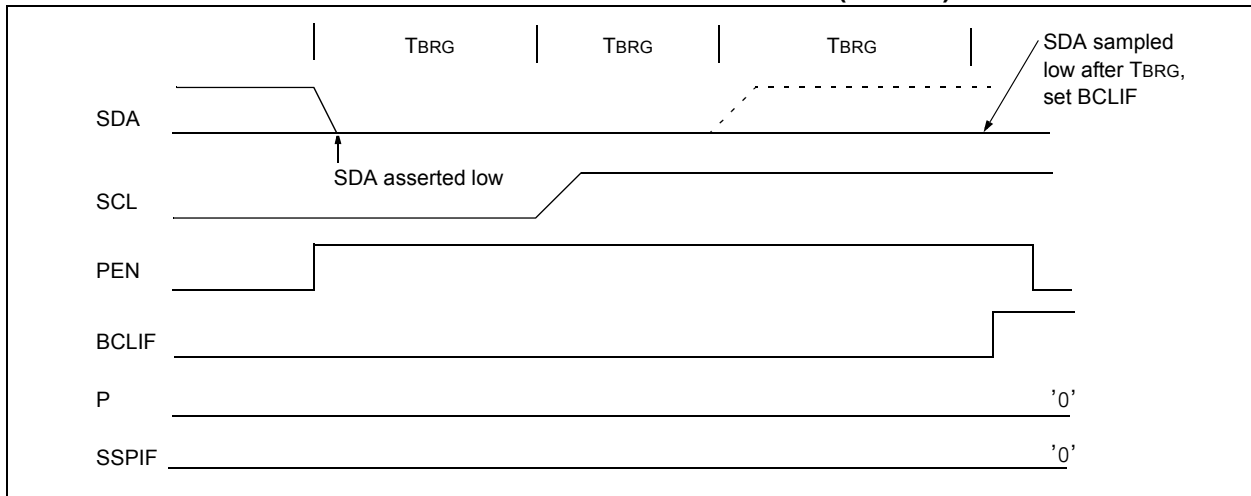 TBRG
TBRG
TBRG
SDA sampled
low after TBRG,
set BCLIF
SDA
SDA asserted low
SCL
PEN
BCLIF
P
'0'
SSPIF
'0'